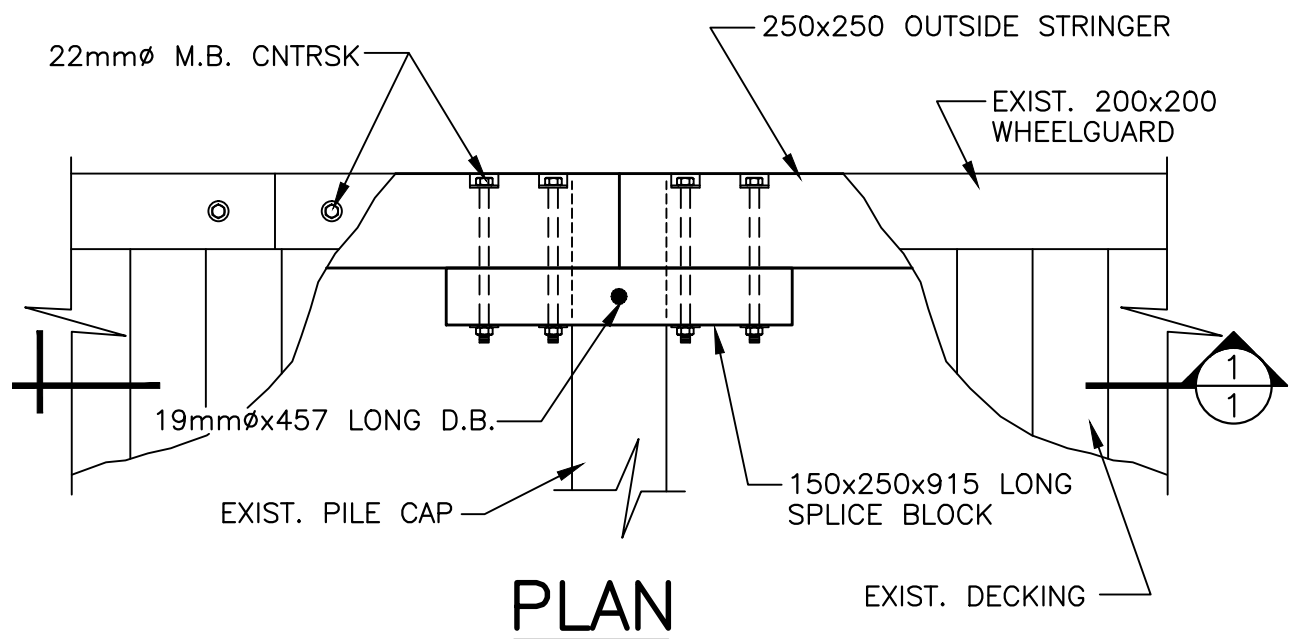 250x250 OUTSIDE STRINGER
22mmø M.B. CNTRSK
EXIST. 200x200
WHEELGUARD
1
1
19mmøx457 LONG D.B.
150x250x915 LONG
SPLICE BLOCK
EXIST. PILE CAP
EXIST. DECKING
PLAN